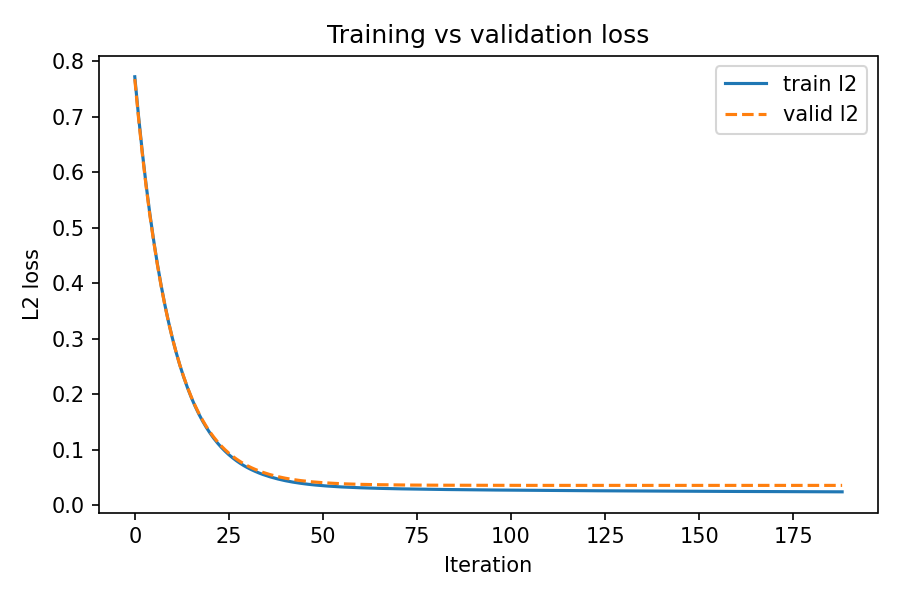 Training vs validation loss
0.8
0.7
0.6
0.5
0.4
0.3
0.2
0.1
0.0
L2 loss
train l2
valid l2
0 25 50 75 100 125 150 175
Iteration